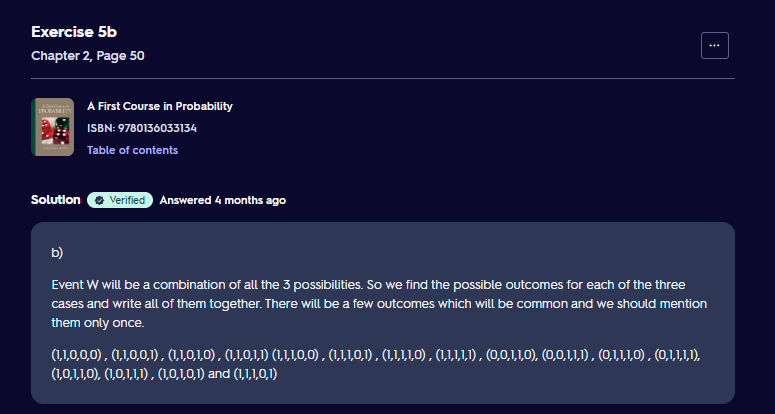 Exercise 5b
Chapter 2, Page 50
...
A First Course in Probability
ISBN: 9780136033134
Table of contents
Solution Verified Answered 4 months ago
b)
Event W will be a combination of all the 3 possibilities. So we find the possible outcomes for each of the three
cases and write all of them together. There will be a few outcomes which will be common and we should mention
them only once.
(1,1,0,0,0) , (1,1,0,0,1) , (1,1,0,1,0) , (1,1,0,1,1) (1,1,1,0,0) , (1,1,1,0,1) , (1,1,1,1,0) , (1,1,1,1,1) , (0,0,1,1,0), (0,0,1,1,1) , (0,1,1,1,0) , (0,1,1,1,1),
(1,0,1,1,0), (1,0,1,1,1) , (1,0,1,0,1) and (1,1,1,0,1)